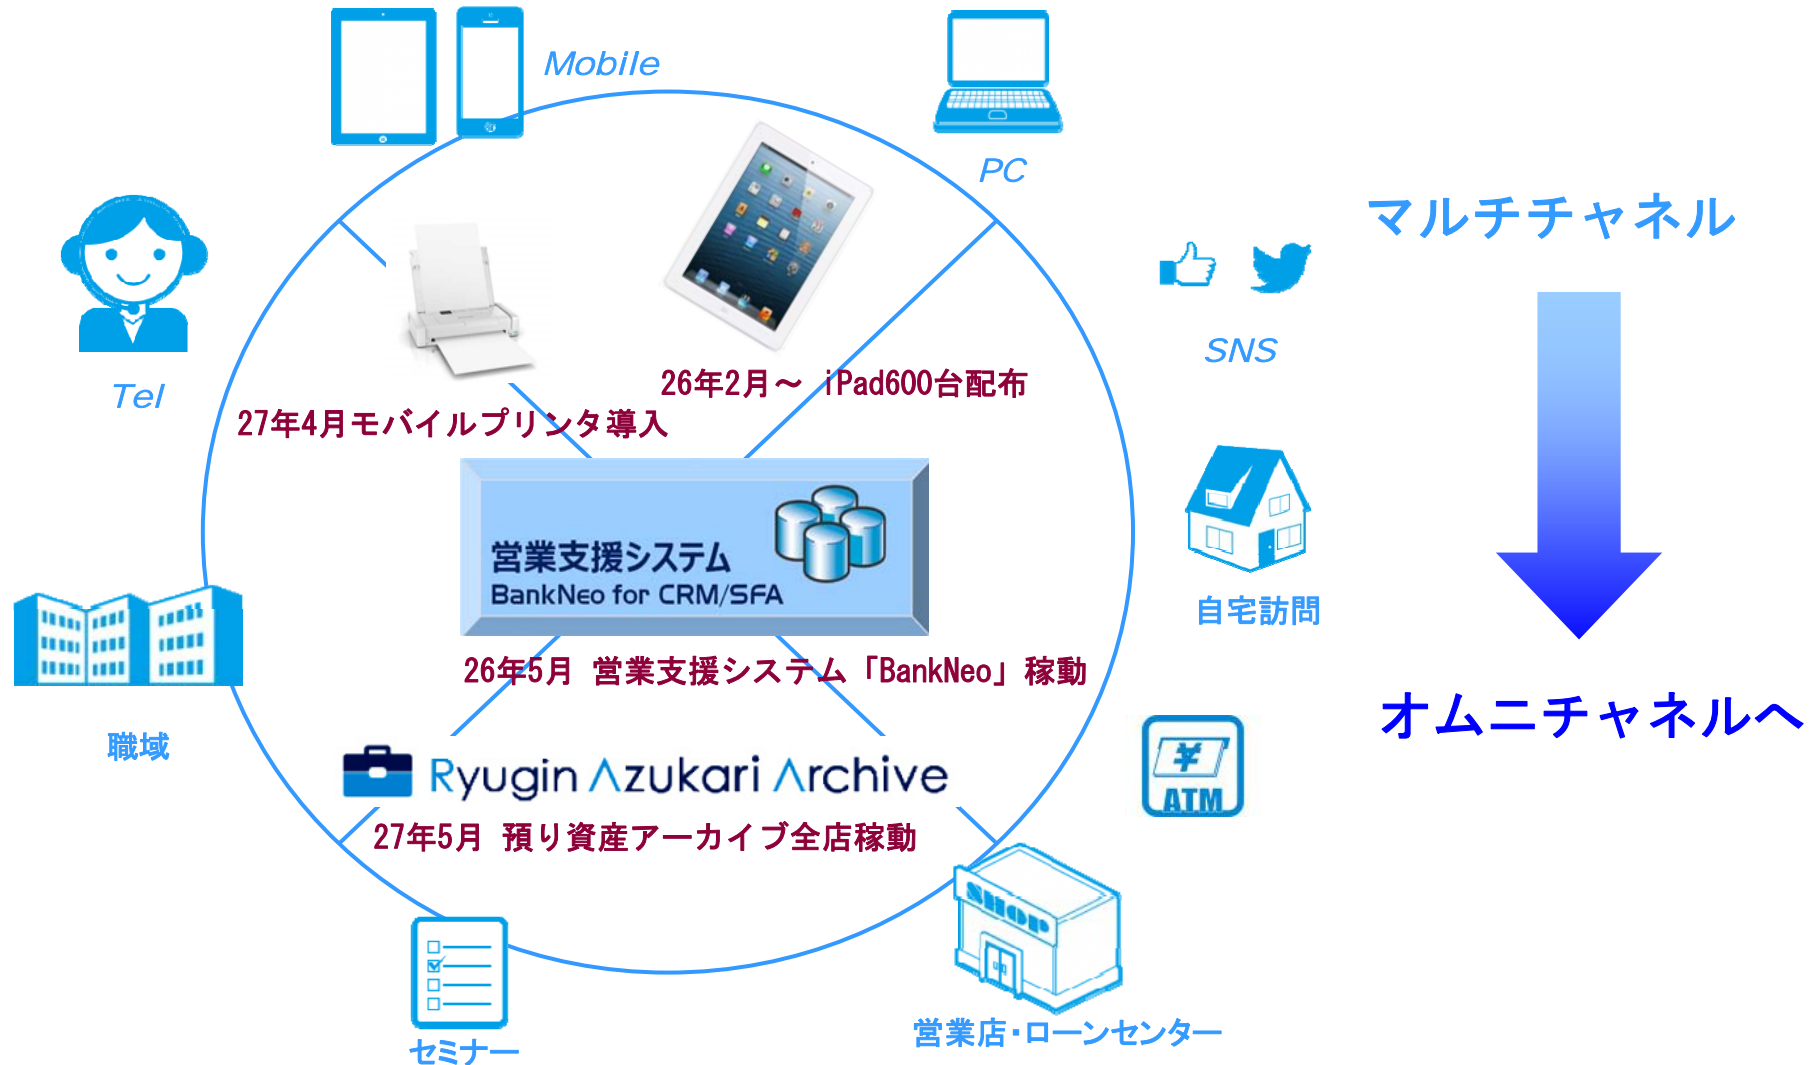 Mobile
PC
マルチチャネル
SNS
Tel
26年2月～ iPad600台配布
27年4月モバイルプリンタ導入
営業支援システム
BankNeo for CRM/SFA
自宅訪問
26年5月 営業支援システム「BankNeo」稼動
オムニチャネルへ
職域
Ryugin Azukari Archive
¥
ATM
27年5月 預り資産アーカイブ全店稼動
SHOP
営業店・ローンセンター
セミナー